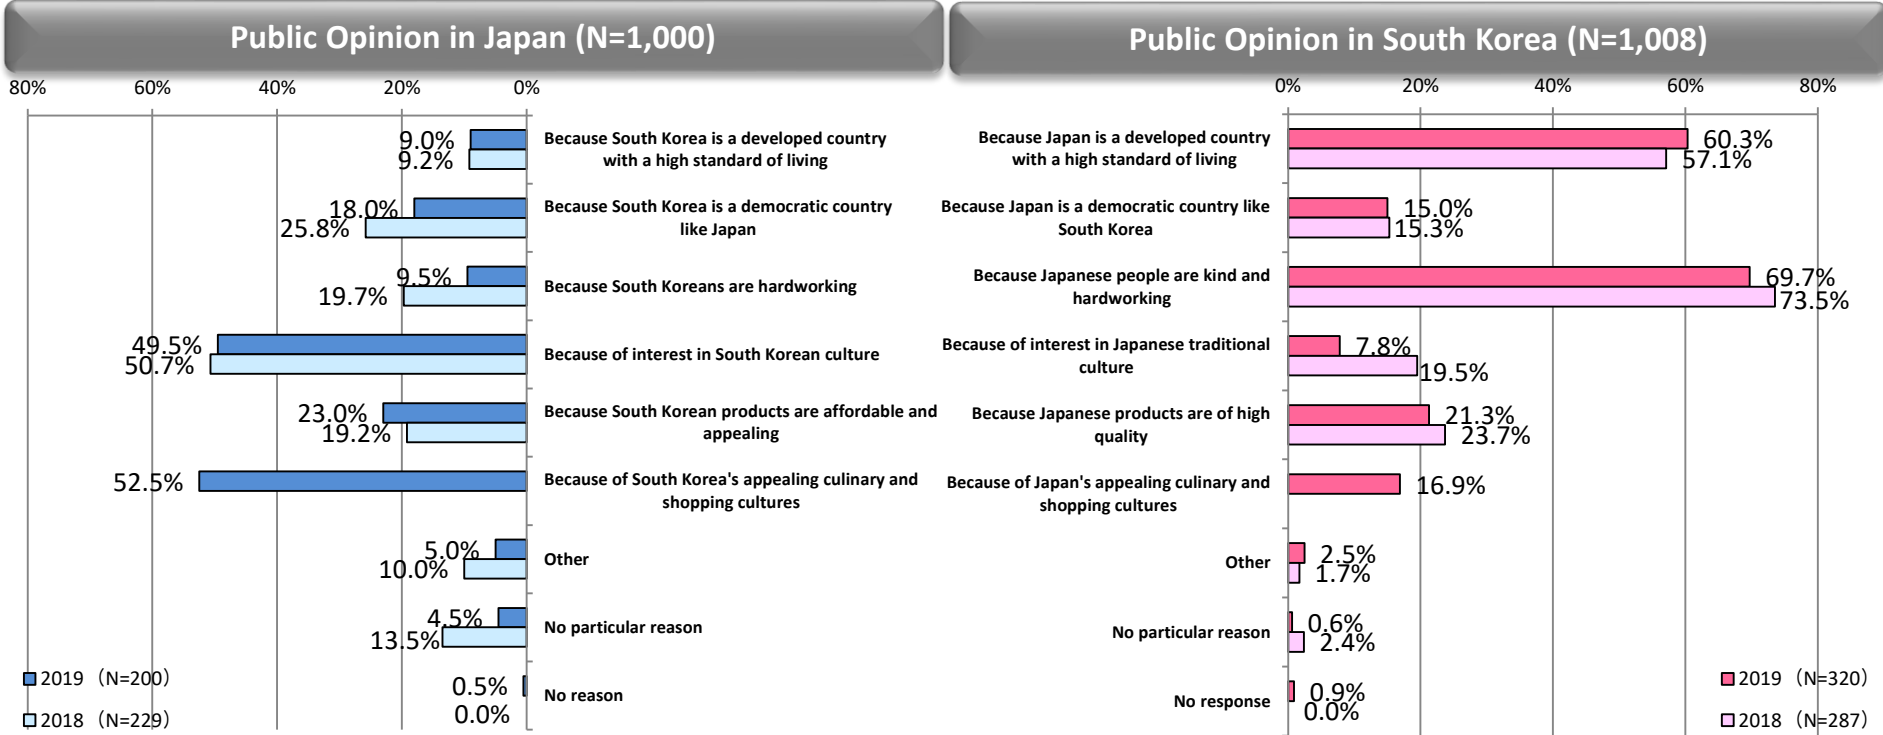 Public Opinion in Japan (N=1,000)
80%
60%
40%
20%
0%
9.0%
9.2%
Because South Korea is a developed country
with a high standard of living
18.0%
25.8%
Because South Korea is a democratic country
like Japan
9.5%
19.7%
Because South Koreans are hardworking
49.5%
50.7%
Because of interest in South Korean culture
23.0%
19.2%
Because South Korean products are affordable and
appealing
52.5%
Because of South Korea's appealing culinary and
shopping cultures
5.0%
10.0%
Other
4.5%
13.5%
No particular reason
0.5%
0.0%
No reason
2019（N=200）
2018（N=229）
Public Opinion in South Korea (N=1,008)
0%
20%
40%
60%
80%
Because Japan is a developed country
with a high standard of living
60.3%
57.1%
Because Japan is a democratic country like
South Korea
15.0%
15.3%
Because Japanese people are kind and
hardworking
69.7%
73.5%
Because of interest in Japanese traditional
culture
7.8%
19.5%
Because Japanese products are of high
quality
21.3%
23.7%
Because of Japan's appealing culinary and
shopping cultures
16.9%
Other
2.5%
1.7%
No particular reason
0.6%
2.4%
No response
0.9%
0.0%
2019（N=320）
2018（N=287）